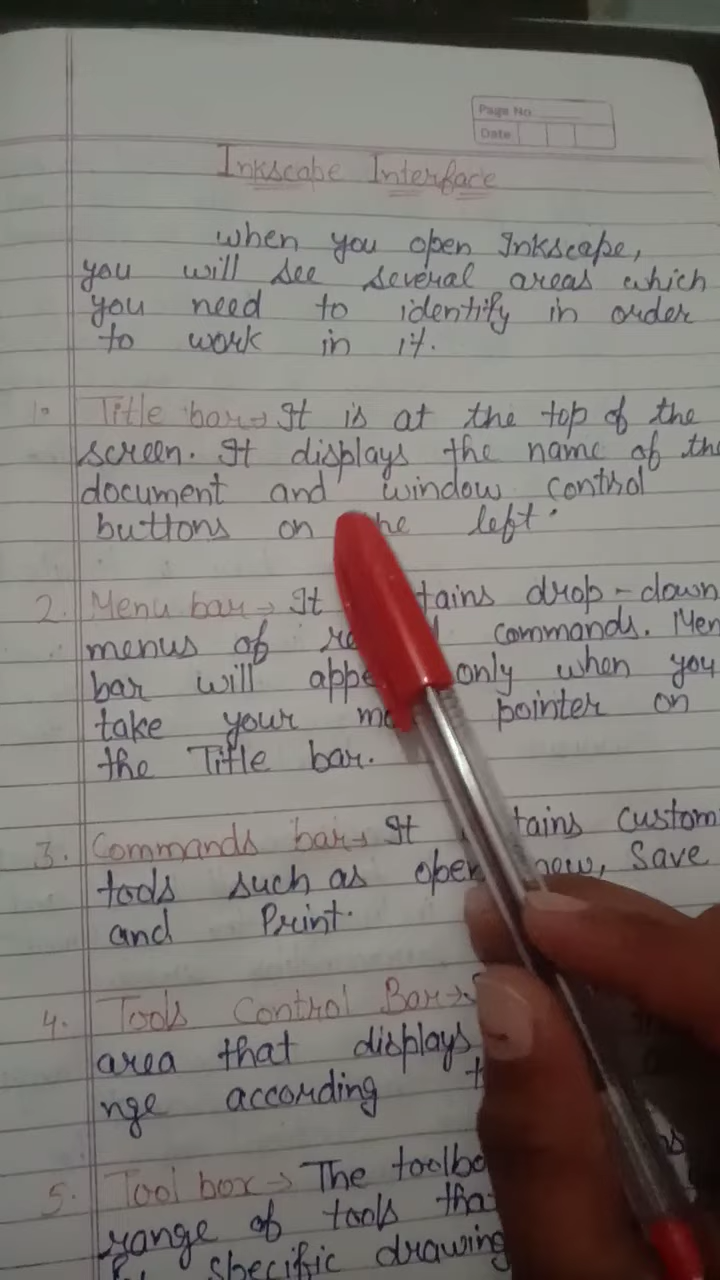 Page No
Date
Inkscape Interface
when you open Inkscape,
you will see several areas which
you need to identify in order
to work in it.
1. Title bar → It is at the top of the
screen. It displays the name of the
document and window control
buttons on the left.
2. Menu bar → It tains drop-down
menus of commands. Men
bar will appe only when you
take your pointer on
the Title bar.
3. Commands bar → It tains custom
tools such as open new, Save
and Print.
4. Tools Control Bar →
area that displays
nge according
5. Tool box → The toolbo
range of tools tha
specific drawing